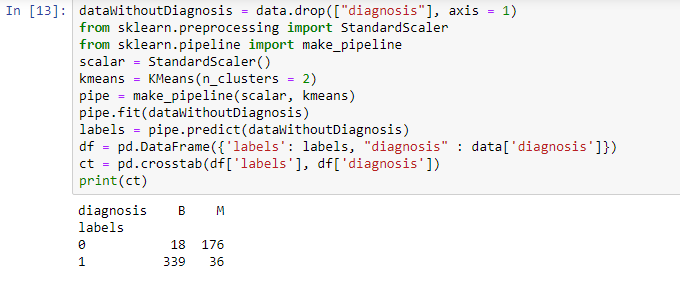 In [13]: dataWithoutDiagnosis = data.drop(["diagnosis"], axis = 1)
from sklearn.preprocessing import StandardScaler
from sklearn.pipeline import make_pipeline
scalar = StandardScaler()
kmeans = KMeans(n_clusters = 2)
pipe = make_pipeline(scalar, kmeans)
pipe.fit(dataWithoutDiagnosis)
labels = pipe.predict(dataWithoutDiagnosis)
df = pd.DataFrame({'labels': labels, "diagnosis" : data['diagnosis']})
ct = pd.crosstab(df['labels'], df['diagnosis'])
print(ct)
diagnosis B M
labels
0 18 176
1 339 36